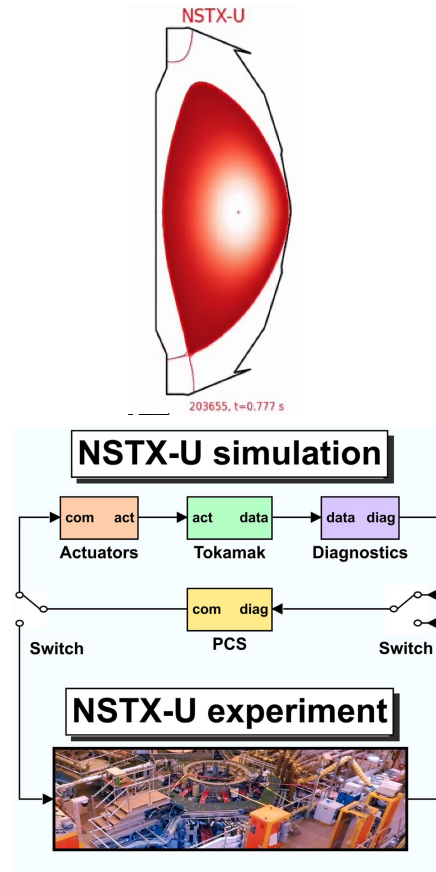 NSTX-U
203655, t=0.777 s
NSTX-U simulation
com act
act data
data diag
Actuators
Tokamak
Diagnostics
com diag
Switch
PCS
Switch
NSTX-U experiment